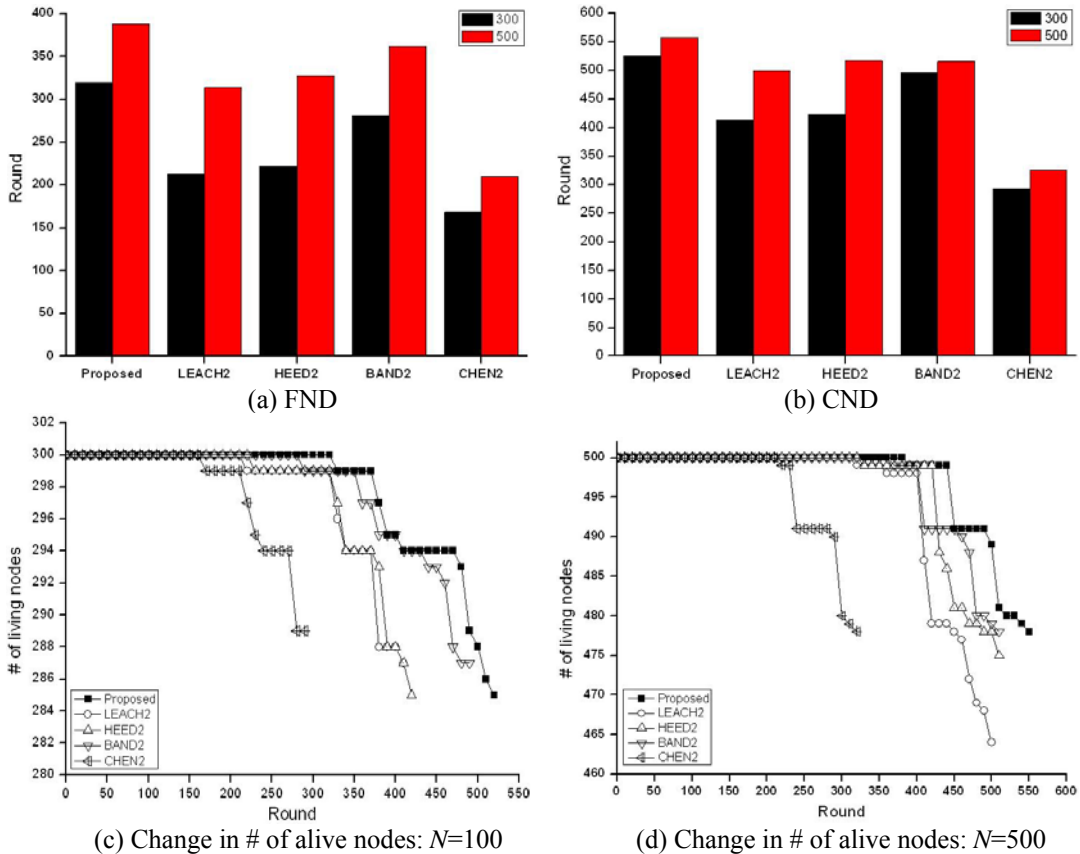 400
350
300
250
200
150
100
50
0
Round
300
500
Proposed LEACH2 HEED2 BAND2 CHEN2
(a) FND
600
550
500
450
400
350
300
250
200
150
100
50
0
Round
300
500
Proposed LEACH2 HEED2 BAND2 CHEN2
(b) CND
302
300
298
296
294
292
290
288
286
284
282
280
# of living nodes
Proposed
LEACH2
HEED2
BAND2
CHEN2
0 50 100 150 200 250 300 350 400 450 500 550
Round
(c) Change in # of alive nodes: N=100
500
495
490
485
480
475
470
465
460
# of living nodes
Proposed
LEACH2
HEED2
BAND2
CHEN2
0 50 100 150 200 250 300 350 400 450 500 550 600
Round
(d) Change in # of alive nodes: N=500